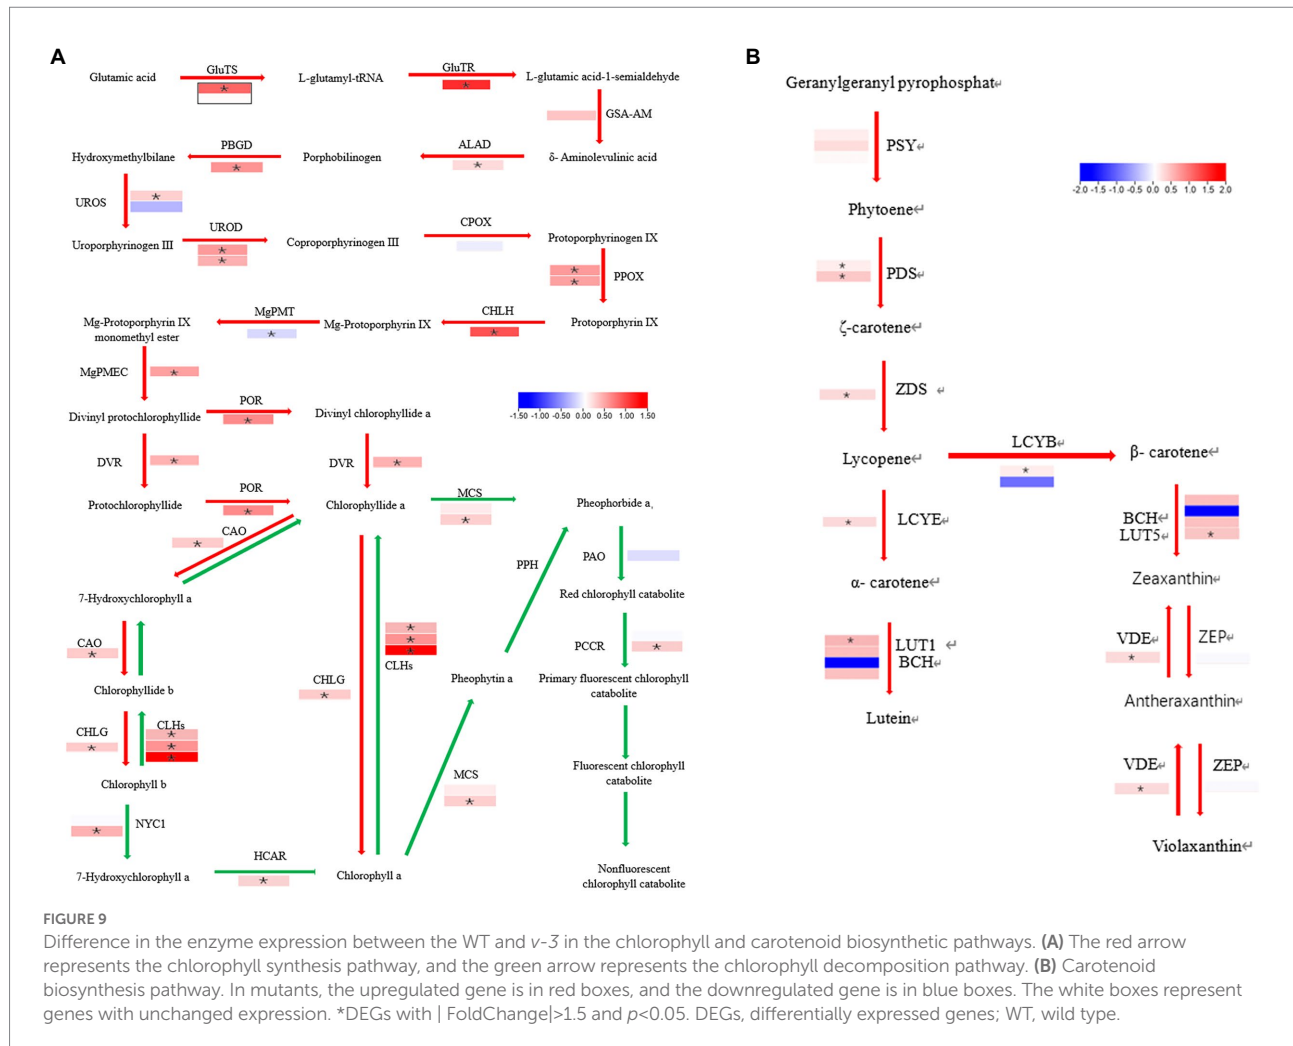 A
Glutamic acid
GluTS
*
L-glutamyl-tRNA
GluTR
*
L-glutamic acid-1-semialdehyde
GSA-AM
Hydroxymethylbilane
PBGD
*
Porphobilinogen
ALAD
*
δ- Aminolevulinic acid
UROS
*
Uroporphyrinogen III
UROD
*
*
Coproporphyrinogen III
CPOX
Protoporphyrinogen IX
*
*
PPOX
Mg-Protoporphyrin IX
monomethyl ester
MgPMT
*
Mg-Protoporphyrin IX
CHLH
*
Protoporphyrin IX
MgPMEC
*
-1.50 -1.00 -0.50 0.00 0.50 1.00 1.50
Divinyl protochlorophyllide
POR
*
Divinyl chlorophyllide a
DVR
*
DVR
*
Protochlorophyllide
POR
*
Chlorophyllide a
MCS
*
Pheophorbide a,
CAO
*
PPH
PAO
7-Hydroxychlorophyll a
Red chlorophyll catabolite
CAO
*
*
*
*
CLHs
PCCR
*
Chlorophyllide b
CHLG
*
Pheophytin a
Primary fluorescent chlorophyll
catabolite
CHLG
*
CLHs
*
*
*
Chlorophyll b
MCS
*
Fluorescent chlorophyll
catabolite
NYC1
*
7-Hydroxychlorophyll a
HCAR
*
Chlorophyll a
Nonfluorescent
chlorophyll catabolite
B
Geranylgeranyl pyrophosphat↵
PSY↵
-2.0 -1.5 -1.0 -0.5 0.0 0.5 1.0 1.5 2.0
Phytoene↵
*
*
PDS↵
ζ-carotene↵
*
ZDS ↵
Lycopene↵
LCYB↵
*
β- carotene↵
*
LCYE↵
BCH↵
LUT5↵
*
α- carotene↵
Zeaxanthin↵
*
LUT1 ↵
BCH↵
VDE↵
*
ZEP↵
Lutein↵
Antheraxanthin↵
VDE↵
*
ZEP↵
Violaxanthin↵
FIGURE 9
Difference in the enzyme expression between the WT and v-3 in the chlorophyll and carotenoid biosynthetic pathways. (A) The red arrow
represents the chlorophyll synthesis pathway, and the green arrow represents the chlorophyll decomposition pathway. (B) Carotenoid
biosynthesis pathway. In mutants, the upregulated gene is in red boxes, and the downregulated gene is in blue boxes. The white boxes represent
genes with unchanged expression. *DEGs with | FoldChange|>1.5 and p<0.05. DEGs, differentially expressed genes; WT, wild type.